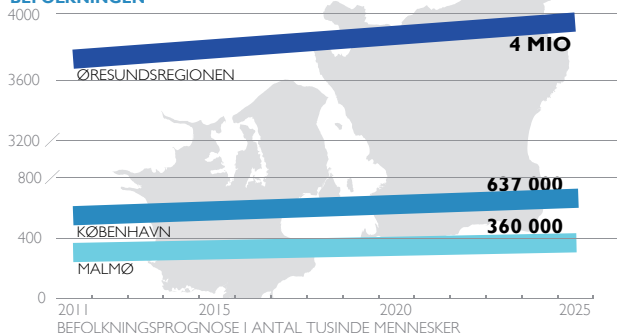 BEFOLKNINGEN
4000
4 MIO
ØRESUNDSREGIONEN
3600
3200
800
637 000
KØBENHAVN
360 000
400
MALMØ
0
2011 2015 2020 2025
BEFOLKNINGSPROGNOSE I ANTAL TUSINDE MENNESKER